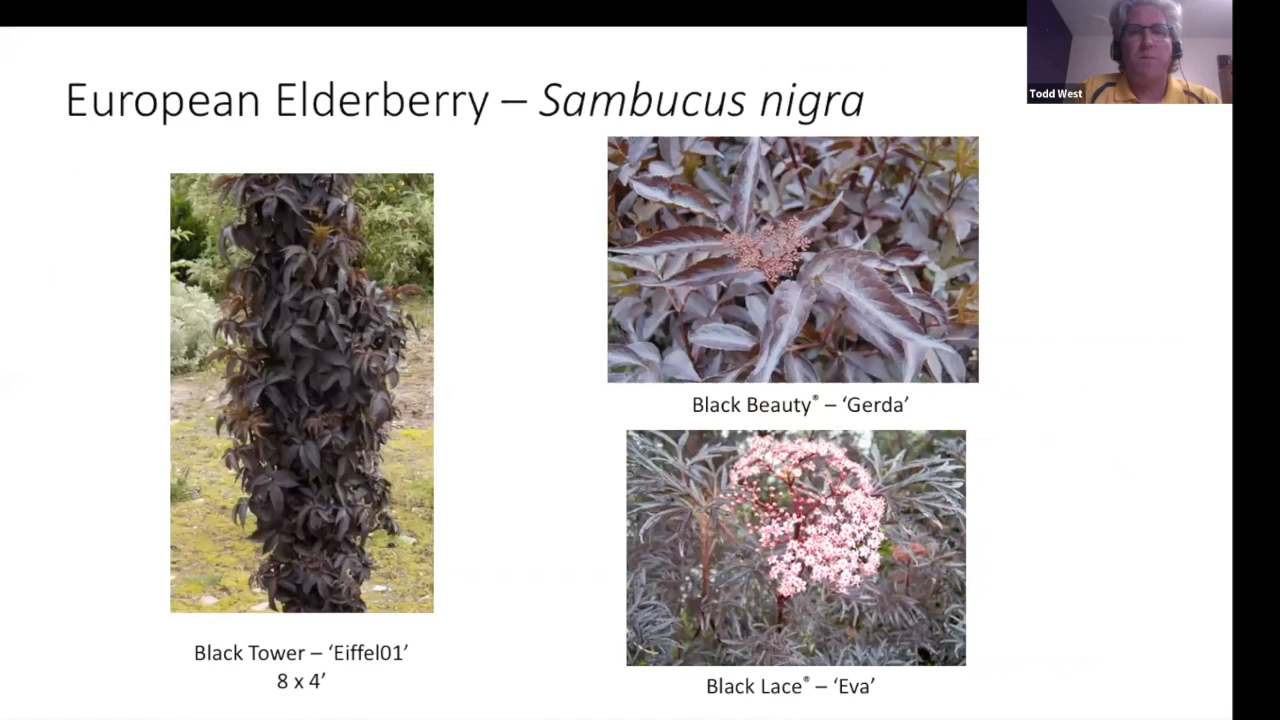 Todd West
European Elderberry – Sambucus nigra
Black Tower – ‘Eiffel01’
8 x 4’
Black Beauty® – ‘Gerda’
Black Lace® – ‘Eva’